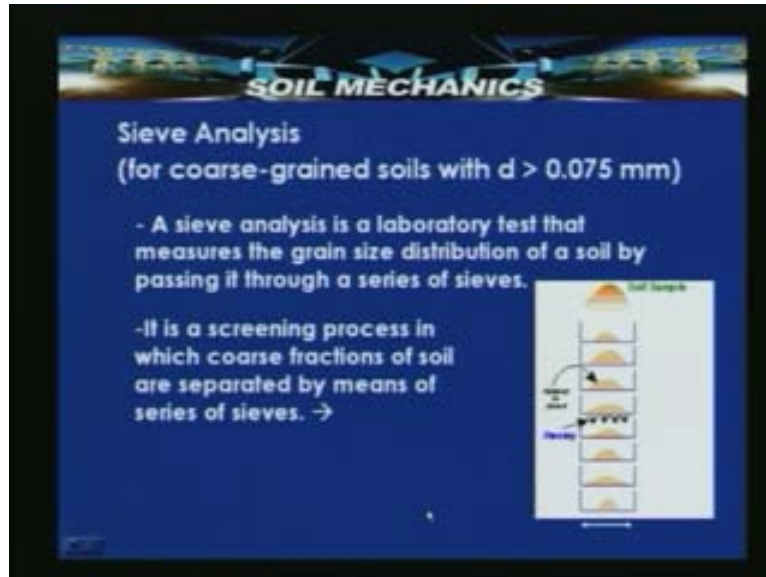 SOIL MECHANICS
Sieve Analysis
(for coarse-grained soils with d > 0.075 mm)
- A sieve analysis is a laboratory test that
measures the grain size distribution of a soil by
passing it through a series of sieves.
Soil Sample
-It is a screening process in
which coarse fractions of soil
are separated by means of
series of sieves. →
Passing